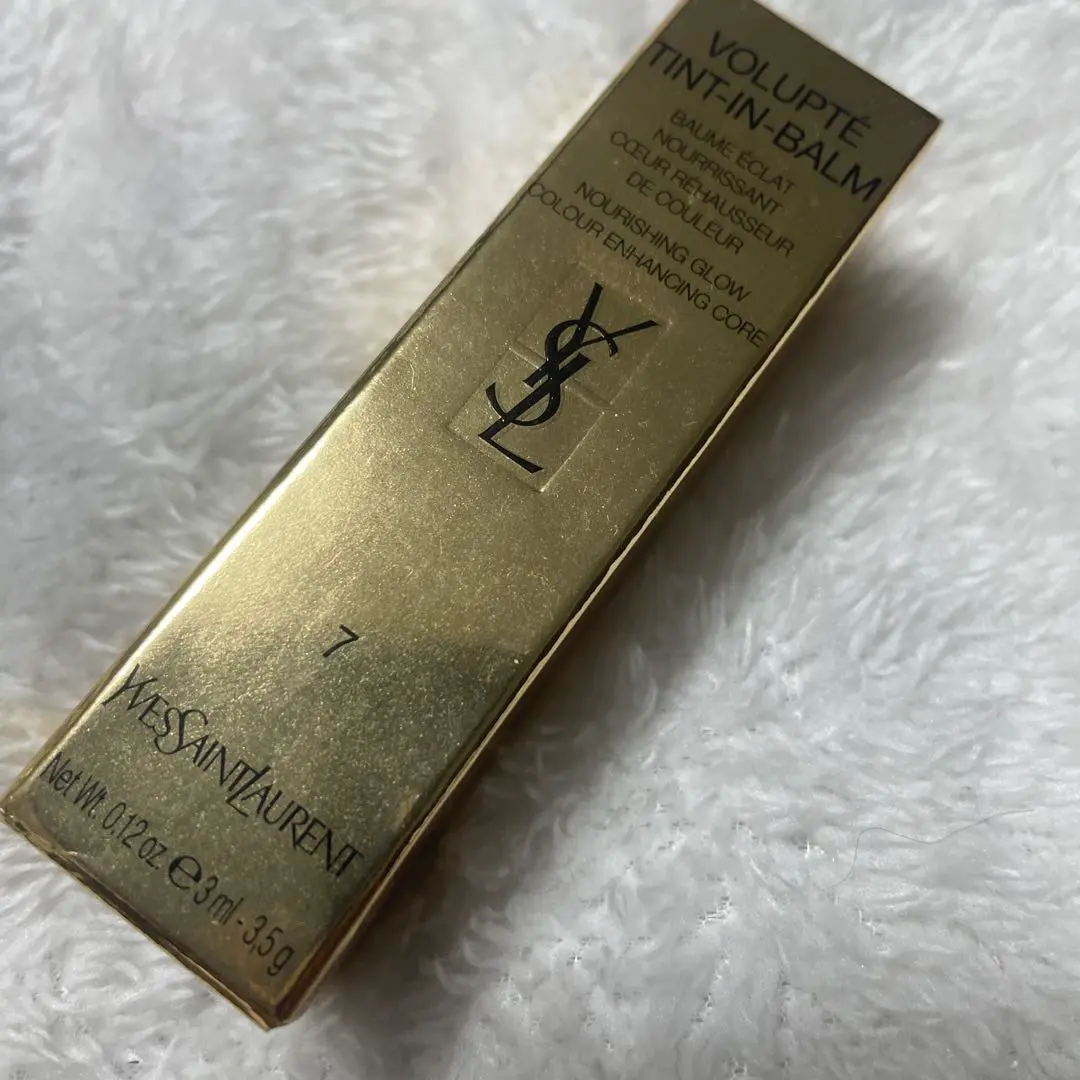 VOLUPTÉ
TINT-IN-BALM
BAUME ÉCLAT
NOURRISSANT
CŒUR RÉHAUSSEUR
DE COULEUR
NOURISHING GLOW
COLOUR ENHANCING CORE
YSL
7
YVESSAINTLAURENT
Net Wt. 0.12 oz ℮ 3 ml - 3,5 g